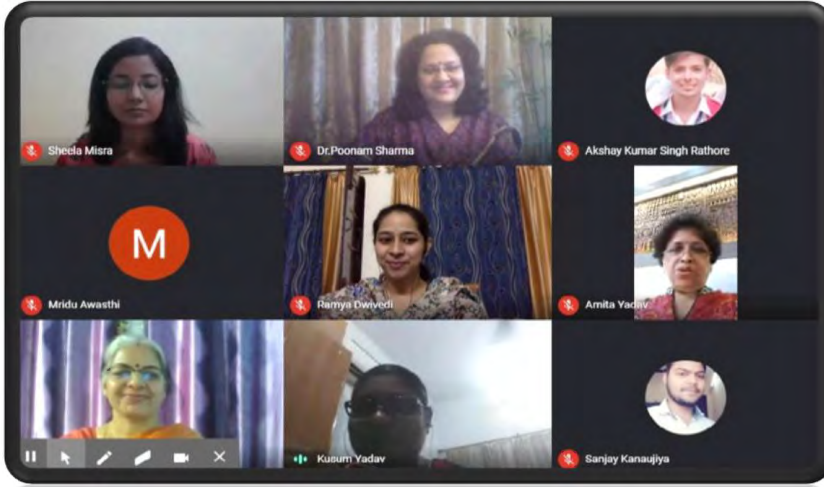 Sheela Misra
Dr.Poonam Sharma
Akshay Kumar Singh Rathore
M
Mridu Awasthi
Ramya Dwivedi
Amita Yadav
Kusum Yadav
Sanjay Kanaujiya